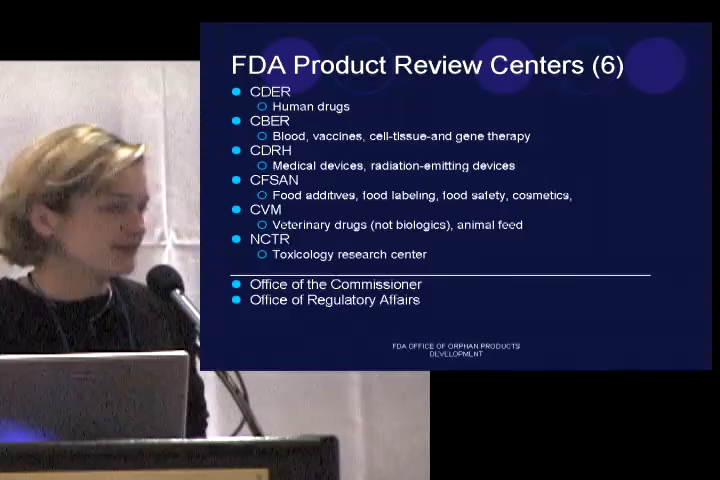 FDA Product Review Centers (6)
CDER
Human drugs
CBER
Blood, vaccines, cell-tissue-and gene therapy
CDRH
Medical devices, radiation-emitting devices
CFSAN
Food additives, food labeling, food safety, cosmetics,
CVM
Veterinary drugs (not biologics), animal feed
NCTR
Toxicology research center
Office of the Commissioner
Office of Regulatory Affairs
FDA OFFICE OF ORPHAN PRODUCTS
DEVELOPMENT